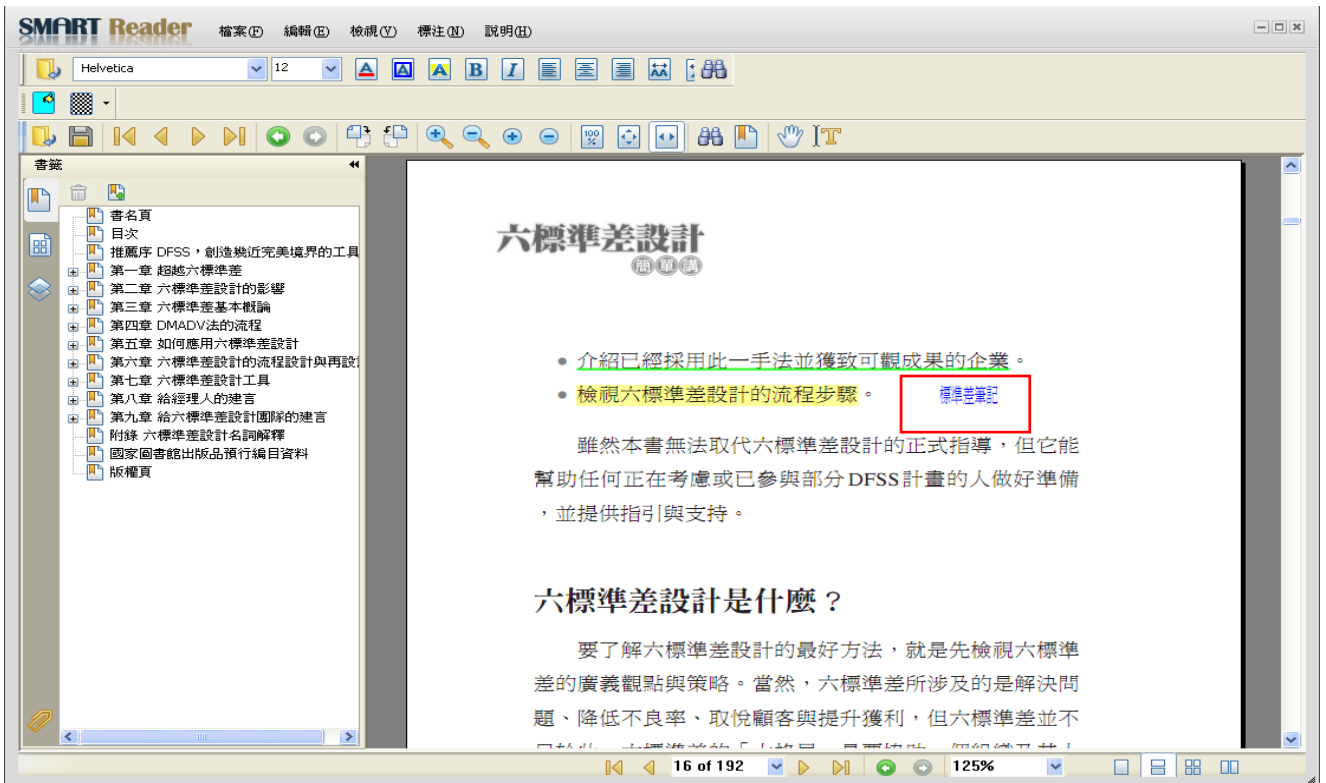 SMART Reader 檔案(F) 編輯(E) 檢視(V) 標注(N) 說明(H)
Helvetica 12 A A A B I AA
100% T
書籤
書名頁
目次
推薦序 DFSS，創造幾近完美境界的工具
第一章 超越六標準差
第二章 六標準差設計的影響
第三章 六標準差基本概論
第四章 DMADV法的流程
第五章 如何應用六標準差設計
第六章 六標準差設計的流程設計與再設
第七章 六標準差設計工具
第八章 給經理人的建言
第九章 給六標準差設計團隊的建言
附錄 六標準差設計名詞解釋
國家圖書館出版品預行編目資料
版權頁
六標準差設計
簡單講
• 介紹已經採用此一手法並獲致可觀成果的企業。
• 檢視六標準差設計的流程步驟。 標準差筆記
雖然本書無法取代六標準差設計的正式指導，但它能
幫助任何正在考慮或已參與部分DFSS計畫的人做好準備
，並提供指引與支持。
六標準差設計是什麼？
要了解六標準差設計的最好方法，就是先檢視六標準
差的廣義觀點與策略。當然，六標準差所涉及的是解決問
題、降低不良率、取悅顧客與提升獲利，但六標準差並不
16 of 192 125%